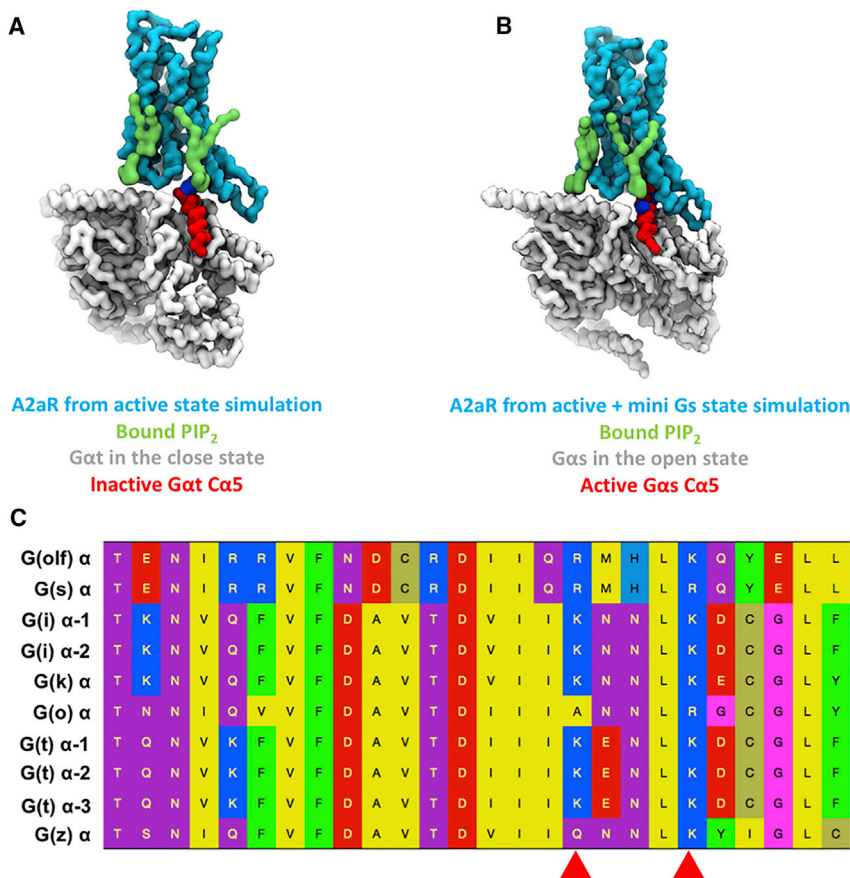 A
B
A2aR from active state simulation
Bound PIP₂
Gαt in the close state
Inactive Gαt Cα5
A2aR from active + mini Gs state simulation
Bound PIP₂
Gαs in the open state
Active Gαs Cα5
C
G(olf) α T E N I R R V F N D C R D I I Q R M H L K Q Y E L L
G(s) α T E N I R R V F N D C R D I I Q R M H L R Q Y E L L
G(i) α-1 T K N V Q F V F D A V T D V I I K N N L K D C G L F
G(i) α-2 T K N V Q F V F D A V T D V I I K N N L K D C G L F
G(k) α T K N V Q F V F D A V T D V I I K N N L K E C G L Y
G(o) α T N N I Q V V F D A V T D I I I A N N L R G C G L Y
G(t) α-1 T Q N V K F V F D A V T D I I I K E N L K D C G L F
G(t) α-2 T Q N V K F V F D A V T D I I I K E N L K D C G L F
G(t) α-3 T Q N V K F V F D A V T D I I I K E N L K D C G L F
G(z) α T S N I Q F V F D A V T D V I I Q N N L K Y I G L C